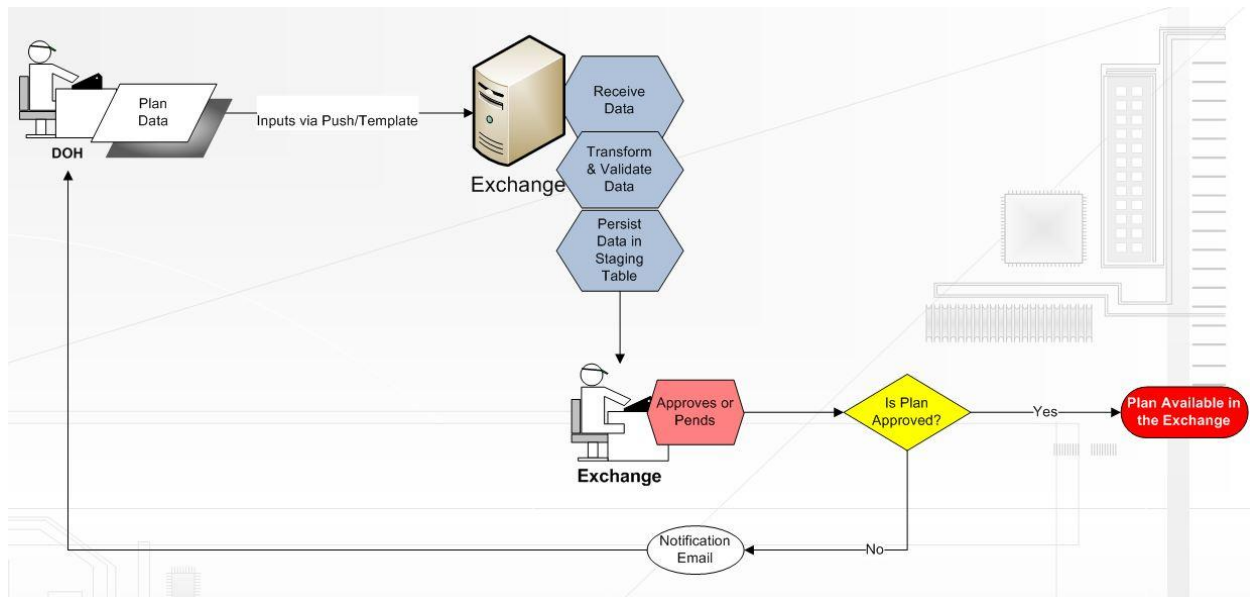 Plan
Data
DOH
Inputs via Push/Template
Exchange
Receive
Data
Transform
& Validate
Data
Persist
Data in
Staging
Table
Exchange
Approves or
Pends
Is Plan
Approved?
Yes
Plan Available in
the Exchange
No
Notification
Email